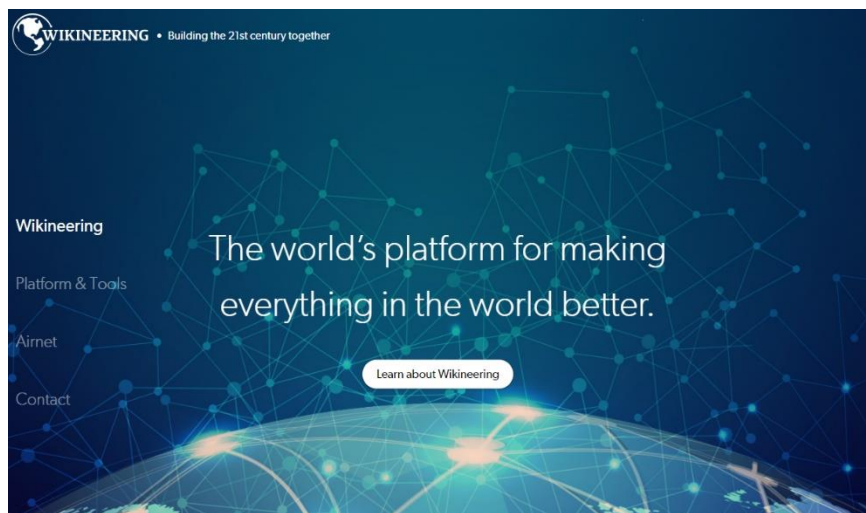 WIKINEERING • Building the 21st century together
Wikineering
Platform & Tools
Airnet
Contact
The world's platform for making
everything in the world better.
Learn about Wikineering